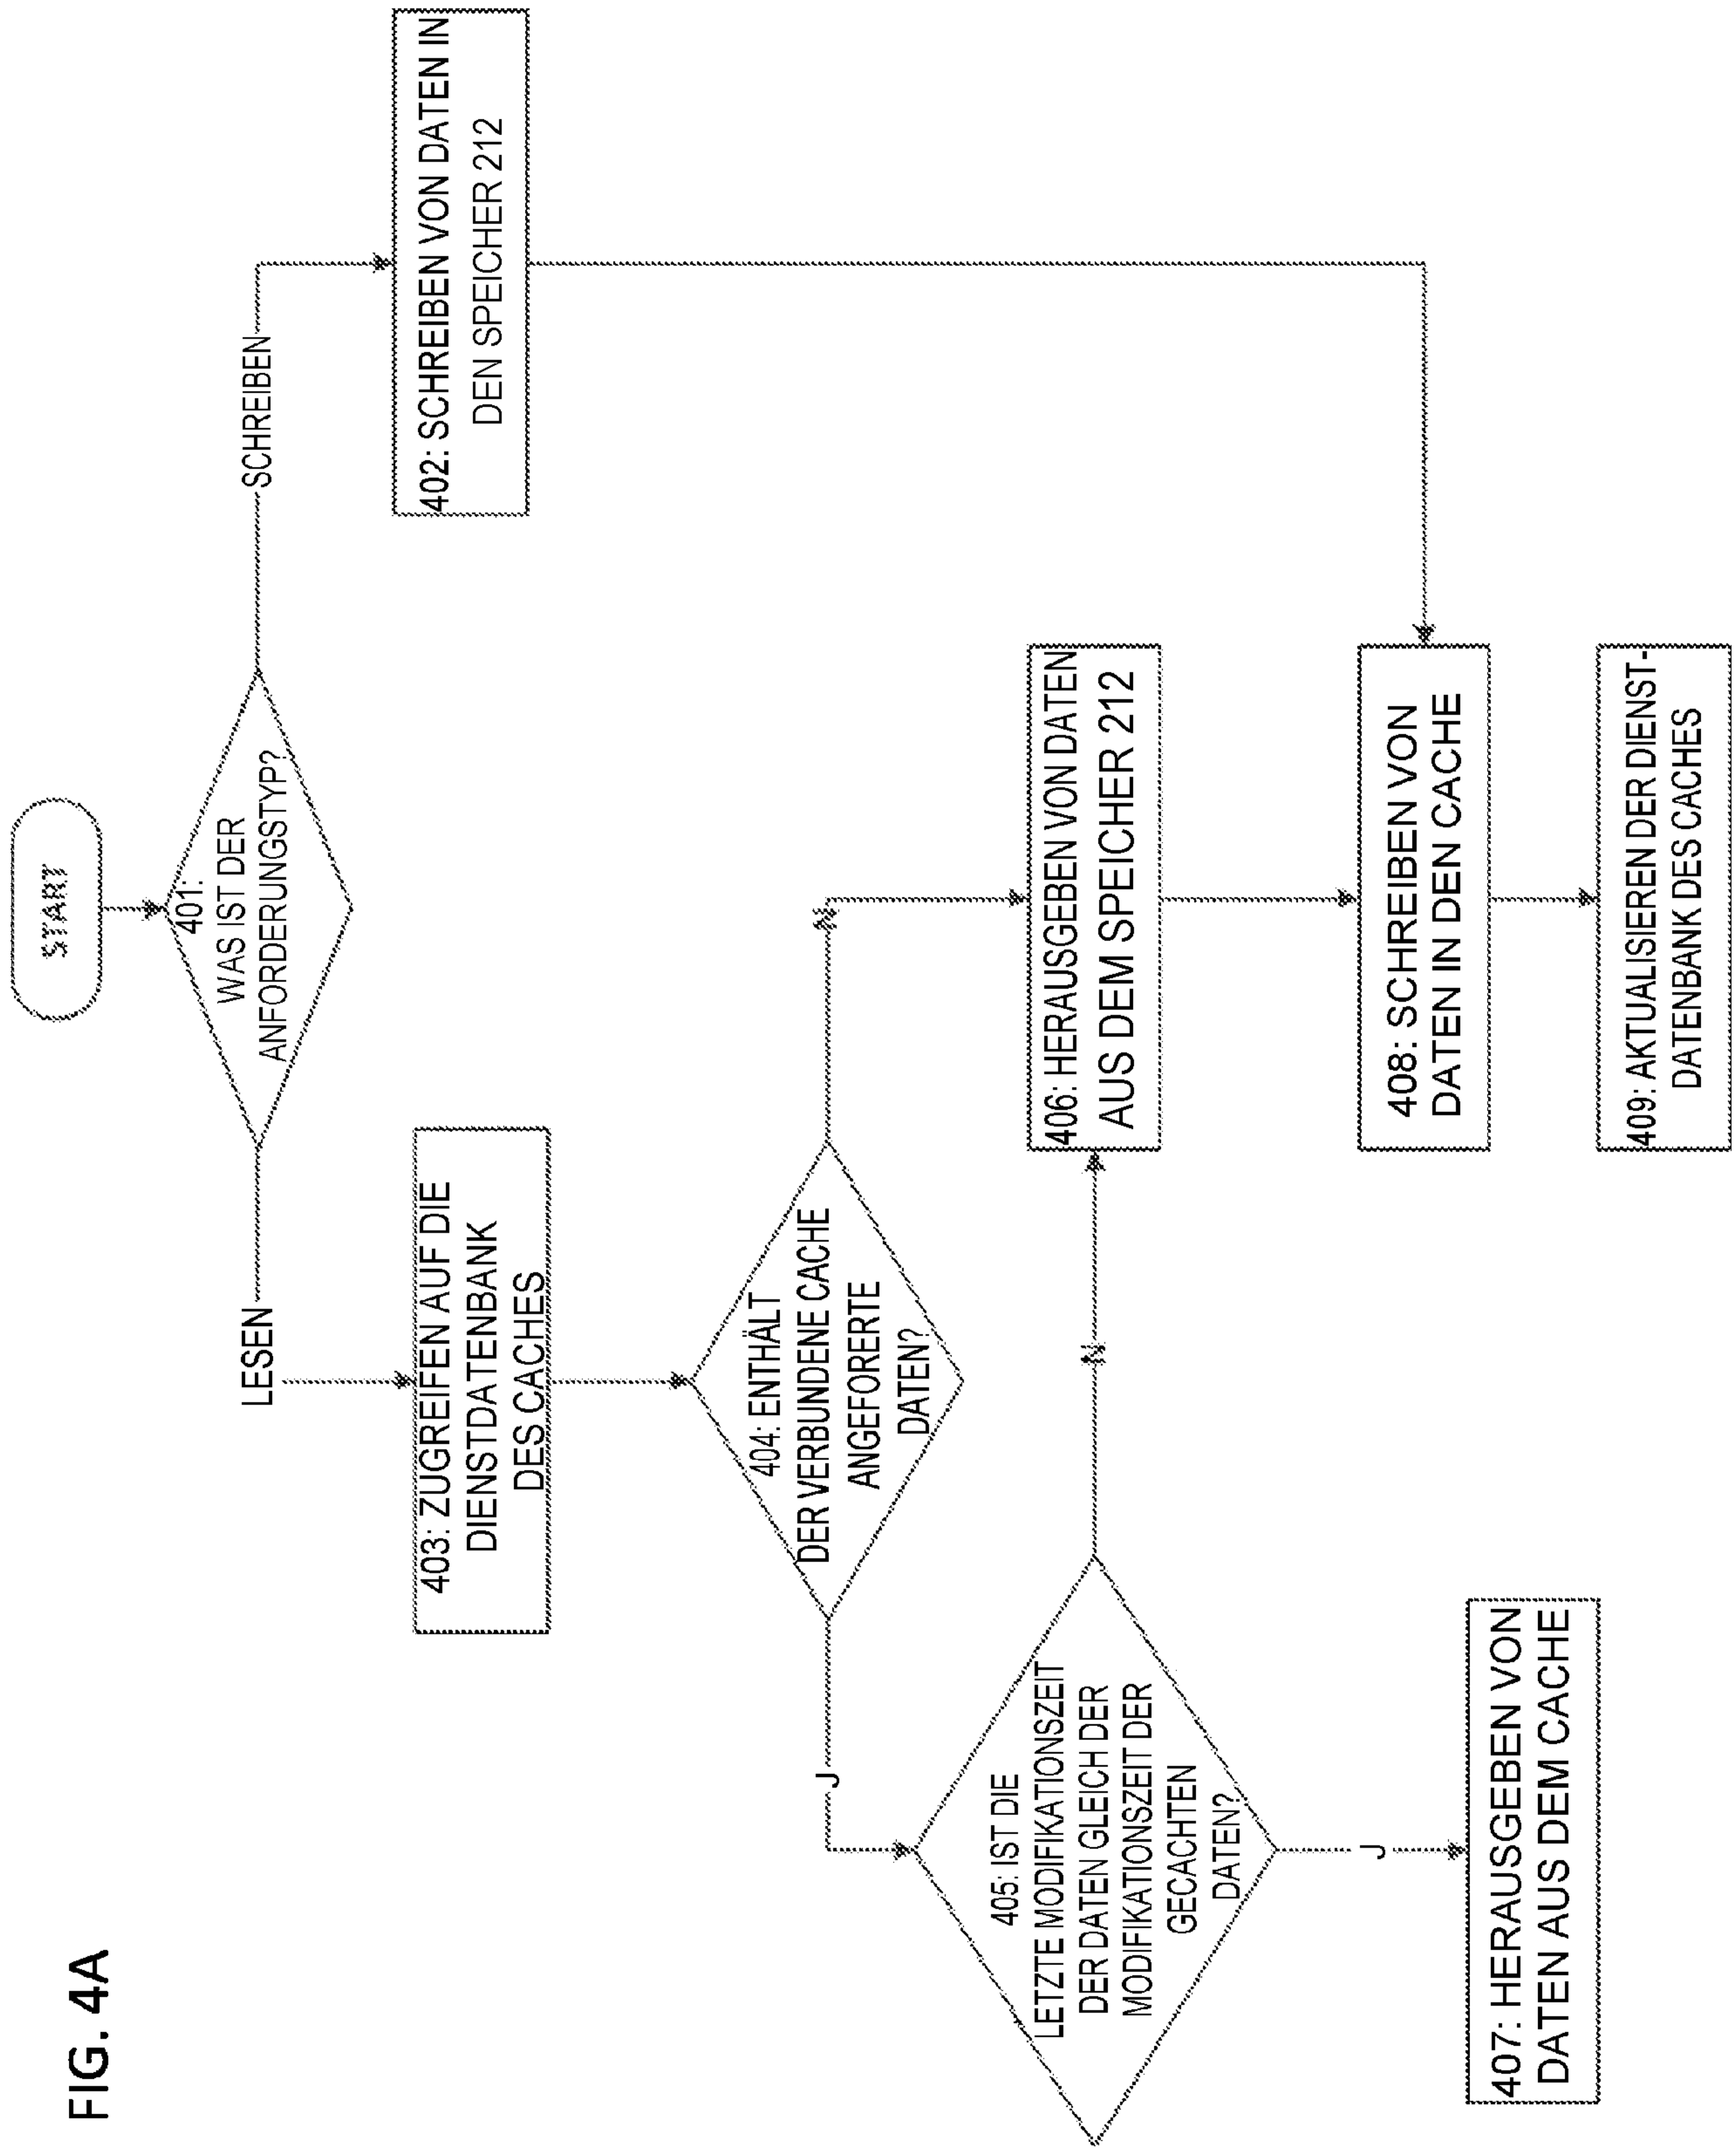 FIG. 4A
START
401:
WAS IST DER
ANFORDERUNGSTYP?
LESEN
SCHREIBEN
402: SCHREIBEN VON DATEN IN
DEN SPEICHER 212
403: ZUGREIFEN AUF DIE
DIENSTDATENBANK
DES CACHES
404: ENTHÄLT
DER VERBUNDENE CACHE
ANGEFORERTE
DATEN?
J
N
405: IST DIE
LETZTE MODIFIKATIONSZEIT
DER DATEN GLEICH DER
MODIFIKATIONSZEIT DER
GECACHTEN
DATEN?
N
J
406: HERAUSGEBEN VON DATEN
AUS DEM SPEICHER 212
407: HERAUSGEBEN VON
DATEN AUS DEM CACHE
408: SCHREIBEN VON
DATEN IN DEN CACHE
409: AKTUALISIEREN DER DIENST-
DATENBANK DES CACHES